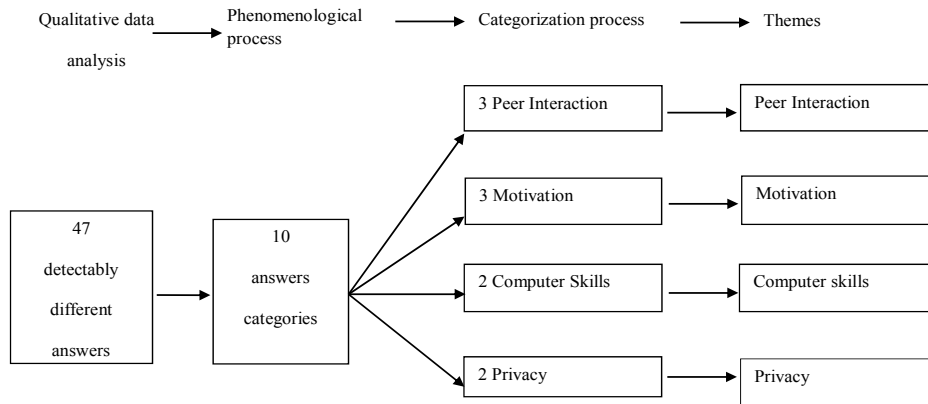 Qualitative data
analysis
Phenomenological
process
Categorization process
Themes
47
detectably
different
answers
10
answers
categories
3 Peer Interaction
Peer Interaction
3 Motivation
Motivation
2 Computer Skills
Computer skills
2 Privacy
Privacy